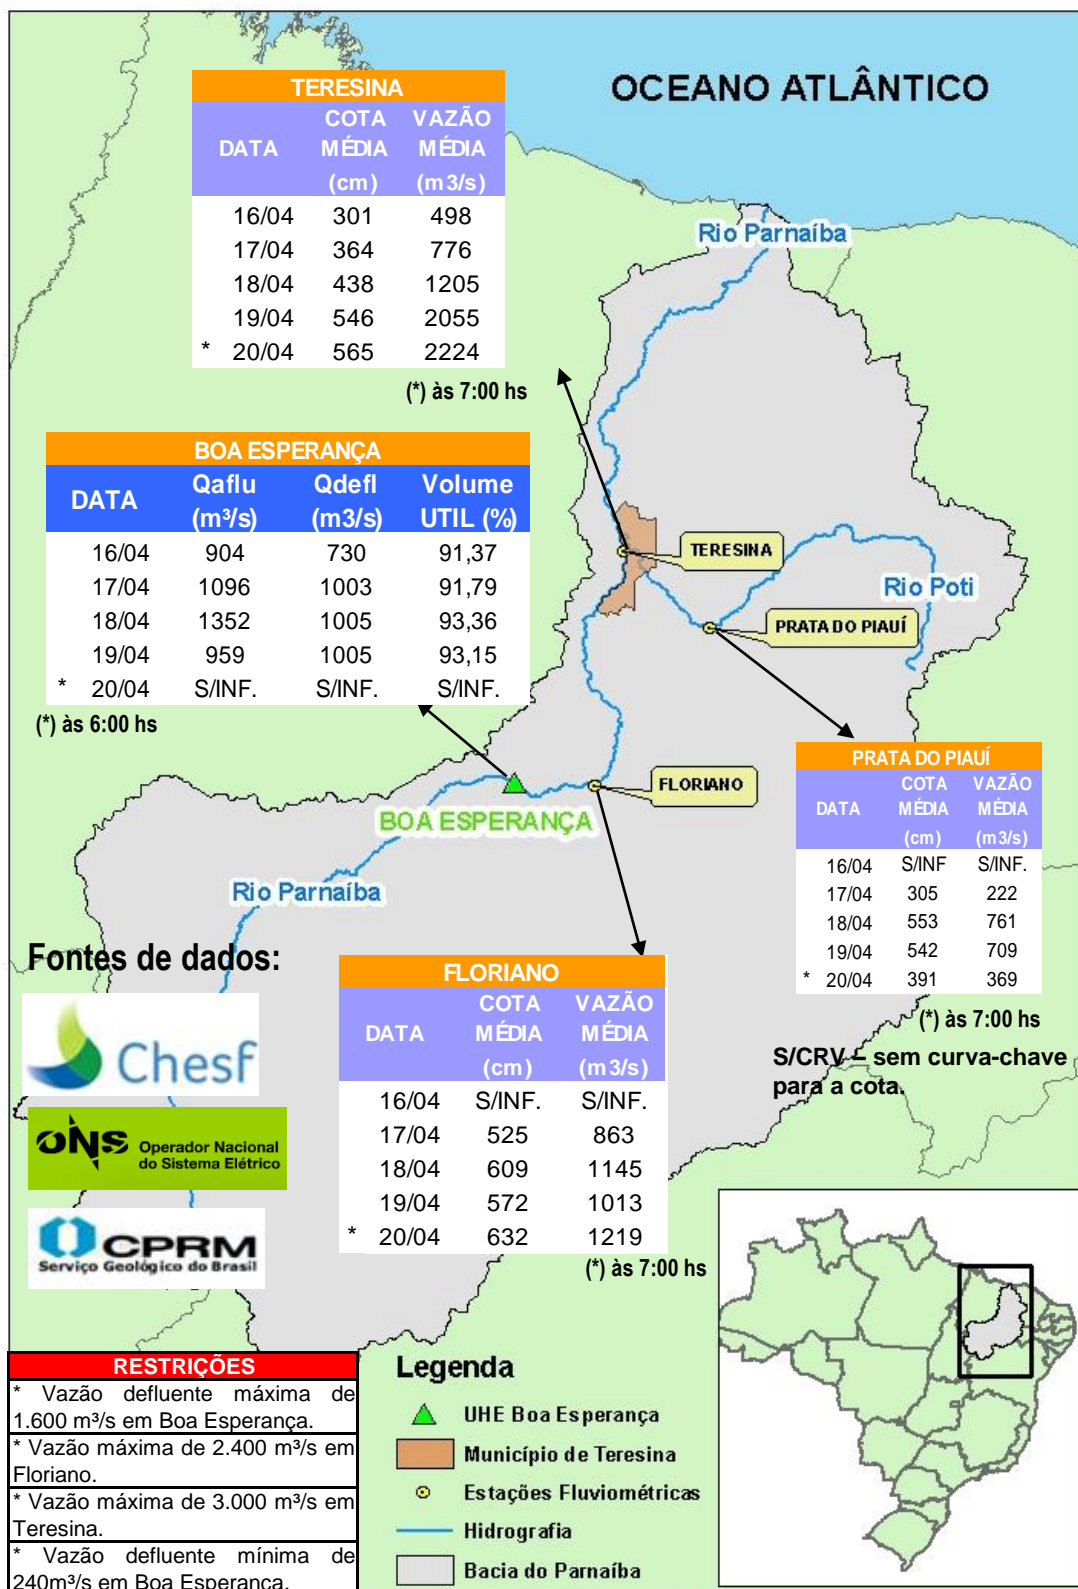 OCEANO ATLÂNTICO
TERESINA
DATA COTA MÉDIA (cm) VAZÃO MÉDIA (m3/s)
16/04 301 498
17/04 364 776
18/04 438 1205
19/04 546 2055
* 20/04 565 2224
(*) às 7:00 hs
Rio Parnaíba
BOA ESPERANÇA
DATA Qaflu (m³/s) Qdefl (m3/s) Volume UTIL (%)
16/04 904 730 91,37
17/04 1096 1003 91,79
18/04 1352 1005 93,36
19/04 959 1005 93,15
* 20/04 S/INF. S/INF. S/INF.
(*) às 6:00 hs
TERESINA
Rio Poti
PRATA DO PIAUÍ
FLORIANO
BOA ESPERANÇA
Rio Parnaíba
PRATA DO PIAUÍ
DATA COTA MÉDIA (cm) VAZÃO MÉDIA (m3/s)
16/04 S/INF S/INF.
17/04 305 222
18/04 553 761
19/04 542 709
* 20/04 391 369
(*) às 7:00 hs
S/CRV – sem curva-chave
para a cota.
Fontes de dados:
Chesf
ONS Operador Nacional
do Sistema Elétrico
CPRM
Serviço Geológico do Brasil
FLORIANO
DATA COTA MÉDIA (cm) VAZÃO MÉDIA (m3/s)
16/04 S/INF. S/INF.
17/04 525 863
18/04 609 1145
19/04 572 1013
* 20/04 632 1219
(*) às 7:00 hs
RESTRIÇÕES
* Vazão defluente máxima de
1.600 m³/s em Boa Esperança.
* Vazão máxima de 2.400 m³/s em
Floriano.
* Vazão máxima de 3.000 m³/s em
Teresina.
* Vazão defluente mínima de
240m³/s em Boa Esperança.
Legenda
UHE Boa Esperança
Município de Teresina
Estações Fluviométricas
Hidrografia
Bacia do Parnaíba